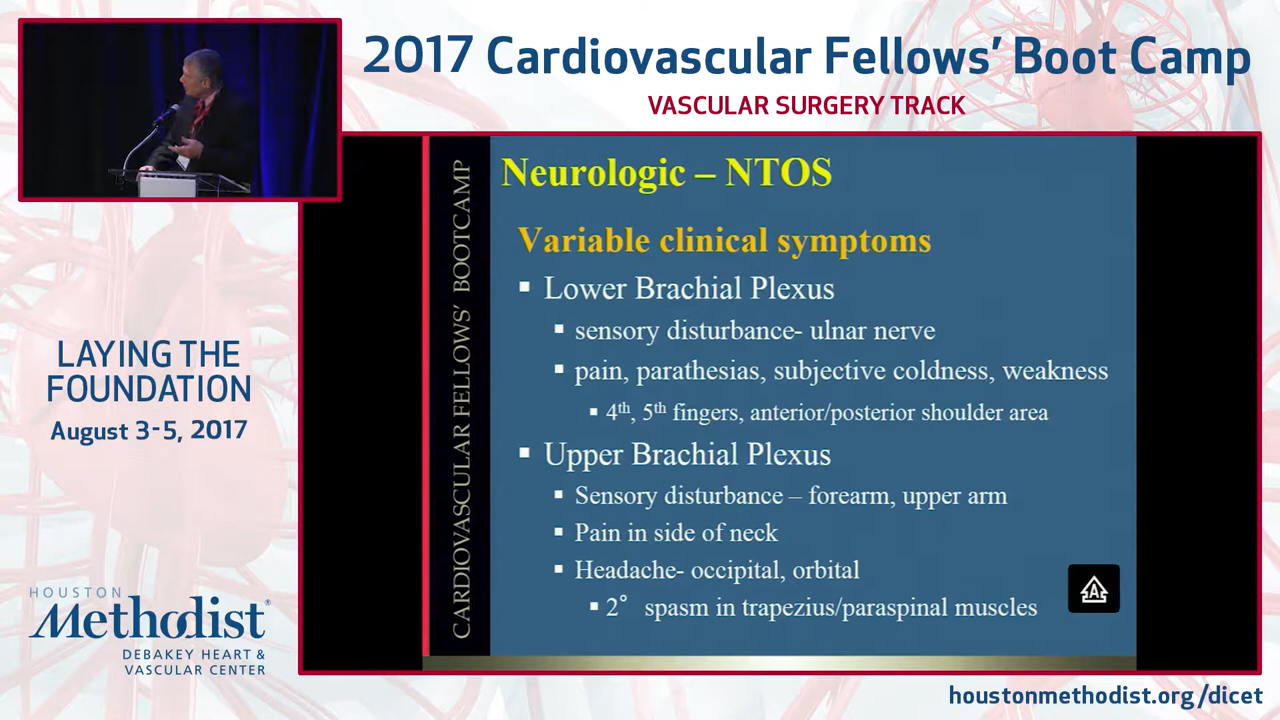 2017 Cardiovascular Fellows’ Boot Camp
VASCULAR SURGERY TRACK
CARDIOVASCULAR FELLOWS’ BOOTCAMP
Neurologic – NTOS
Variable clinical symptoms
▪ Lower Brachial Plexus
▪ sensory disturbance- ulnar nerve
▪ pain, parathesias, subjective coldness, weakness
▪ 4th, 5th fingers, anterior/posterior shoulder area
▪ Upper Brachial Plexus
▪ Sensory disturbance – forearm, upper arm
▪ Pain in side of neck
▪ Headache- occipital, orbital
▪ 2° spasm in trapezius/paraspinal muscles
A
LAYING THE
FOUNDATION
August 3-5, 2017
HOUSTON
Methodist®
DEBAKEY HEART &
VASCULAR CENTER
houstonmethodist.org/dicet